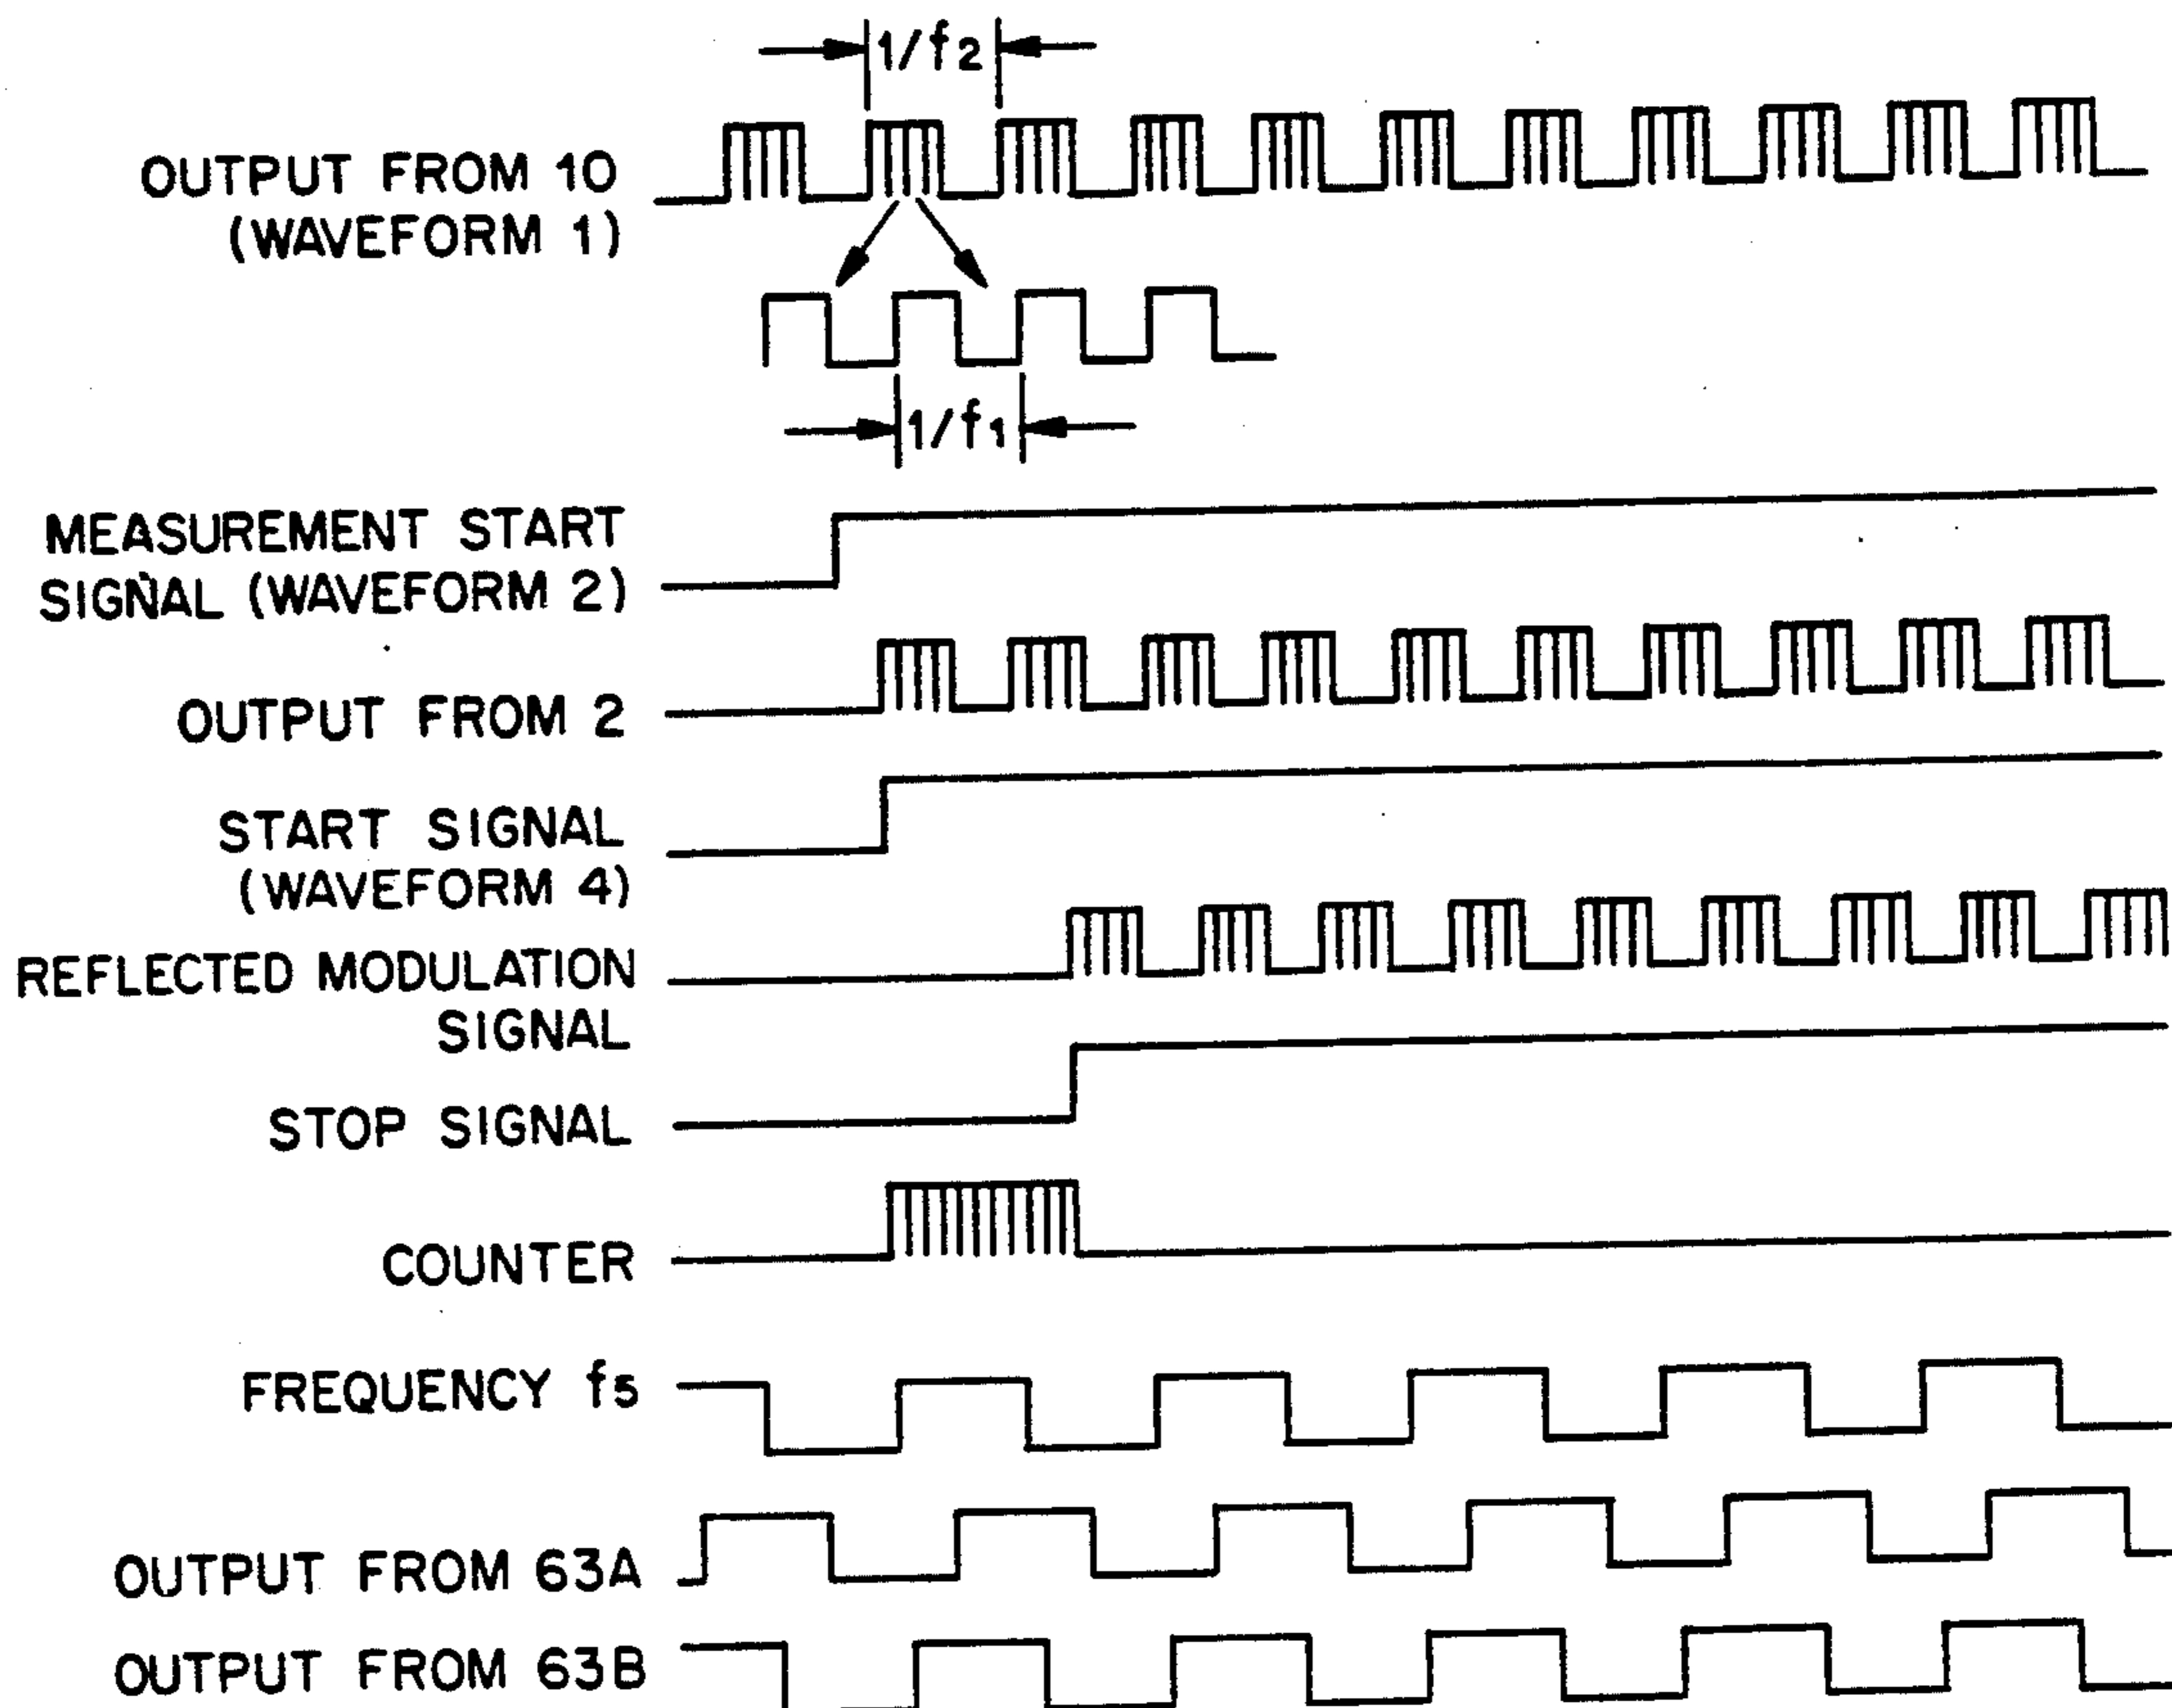 1/f2
OUTPUT FROM 10
(WAVEFORM 1)
1/f1
MEASUREMENT START
SIGNAL (WAVEFORM 2)
OUTPUT FROM 2
START SIGNAL
(WAVEFORM 4)
REFLECTED MODULATION
SIGNAL
STOP SIGNAL
COUNTER
FREQUENCY f5
OUTPUT FROM 63A
OUTPUT FROM 63B